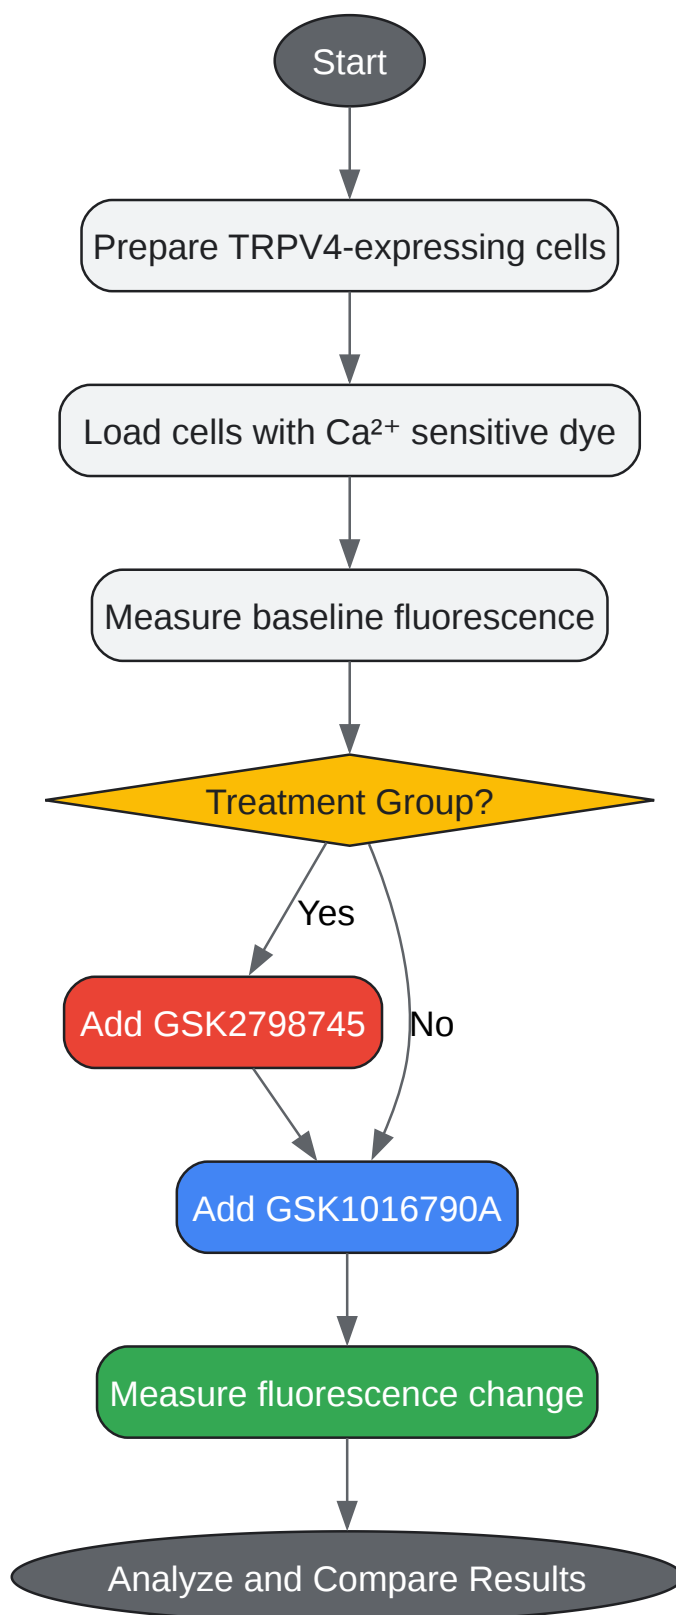 Start
Prepare TRPV4-expressing cells
Load cells with Ca²⁺ sensitive dye
Measure baseline fluorescence
Treatment Group?
Yes
Add GSK2798745
No
Add GSK1016790A
Measure fluorescence change
Analyze and Compare Results